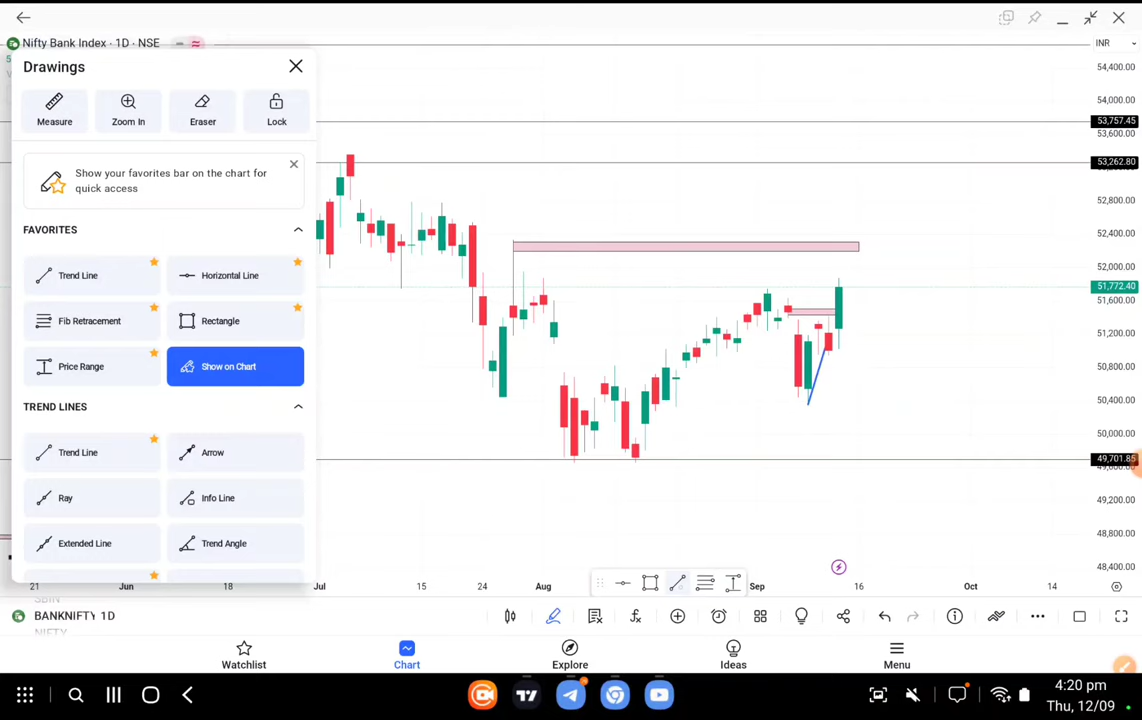 Nifty Bank Index · 1D · NSE
INR
Drawings
54,400.00
54,000.00
Measure
Zoom In
Eraser
Lock
53,757.45
53,600.00
53,262.80
Show your favorites bar on the chart for
quick access
52,800.00
FAVORITES
52,400.00
Trend Line
Horizontal Line
52,000.00
51,772.40
51,600.00
Fib Retracement
Rectangle
51,200.00
Price Range
Show on Chart
50,800.00
TREND LINES
50,400.00
50,000.00
Trend Line
Arrow
49,701.85
49,600.00
Ray
Info Line
49,200.00
Extended Line
Trend Angle
48,800.00
48,400.00
21
Jun
18
Jul
15
24
Aug
Sep
16
Oct
14
SBIN
BANKNIFTY 1D
NIFTY
Watchlist
Chart
Explore
Ideas
Menu
4:20 pm
Thu, 12/09